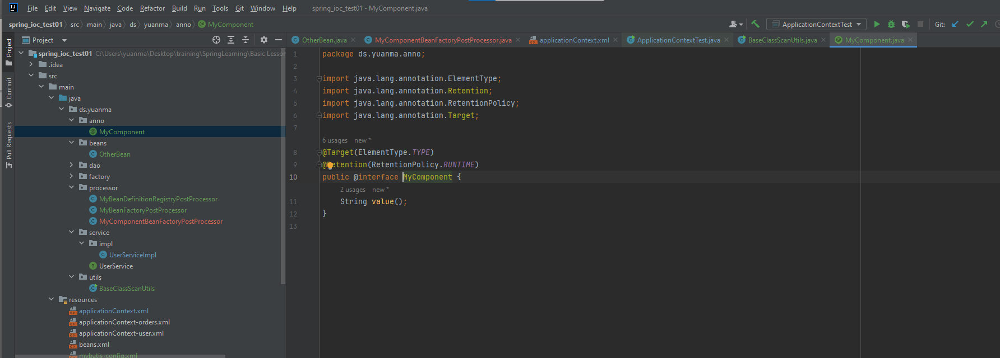 File Edit View Navigate Code Refactor Build Run Tools Git Window Help spring_ioc_test01 - MyComponent.java
spring_ioc_test01 src main java ds yuanma anno MyComponent ApplicationContextTest Git:
Project
Commit
Pull Requests
Project
spring_ioc_test01 C:\Users\yuanma\Desktop\training\SpringLearning\Basic Lessor
.idea
src
main
java
ds.yuanma
anno
MyComponent
beans
OtherBean
dao
factory
processor
MyBeanDefinitionRegistryPostProcessor
MyBeanFactoryPostProcessor
MyComponentBeanFactoryPostProcessor
service
impl
UserServiceImpl
UserService
utils
BaseClassScanUtils
resources
applicationContext.xml
applicationContext-orders.xml
applicationContext-user.xml
beans.xml
mybatis-config.xml
OtherBean.java MyComponentBeanFactoryPostProcessor.java applicationContext.xml ApplicationContextTest.java BaseClassScanUtils.java MyComponent.java
1 package ds.yuanma.anno;
2
3 import java.lang.annotation.ElementType;
4 import java.lang.annotation.Retention;
5 import java.lang.annotation.RetentionPolicy;
6 import java.lang.annotation.Target;
7
6 usages new *
8 @Target(ElementType.TYPE)
9 @Retention(RetentionPolicy.RUNTIME)
10 public @interface MyComponent {
2 usages new *
11 String value();
12 }
13